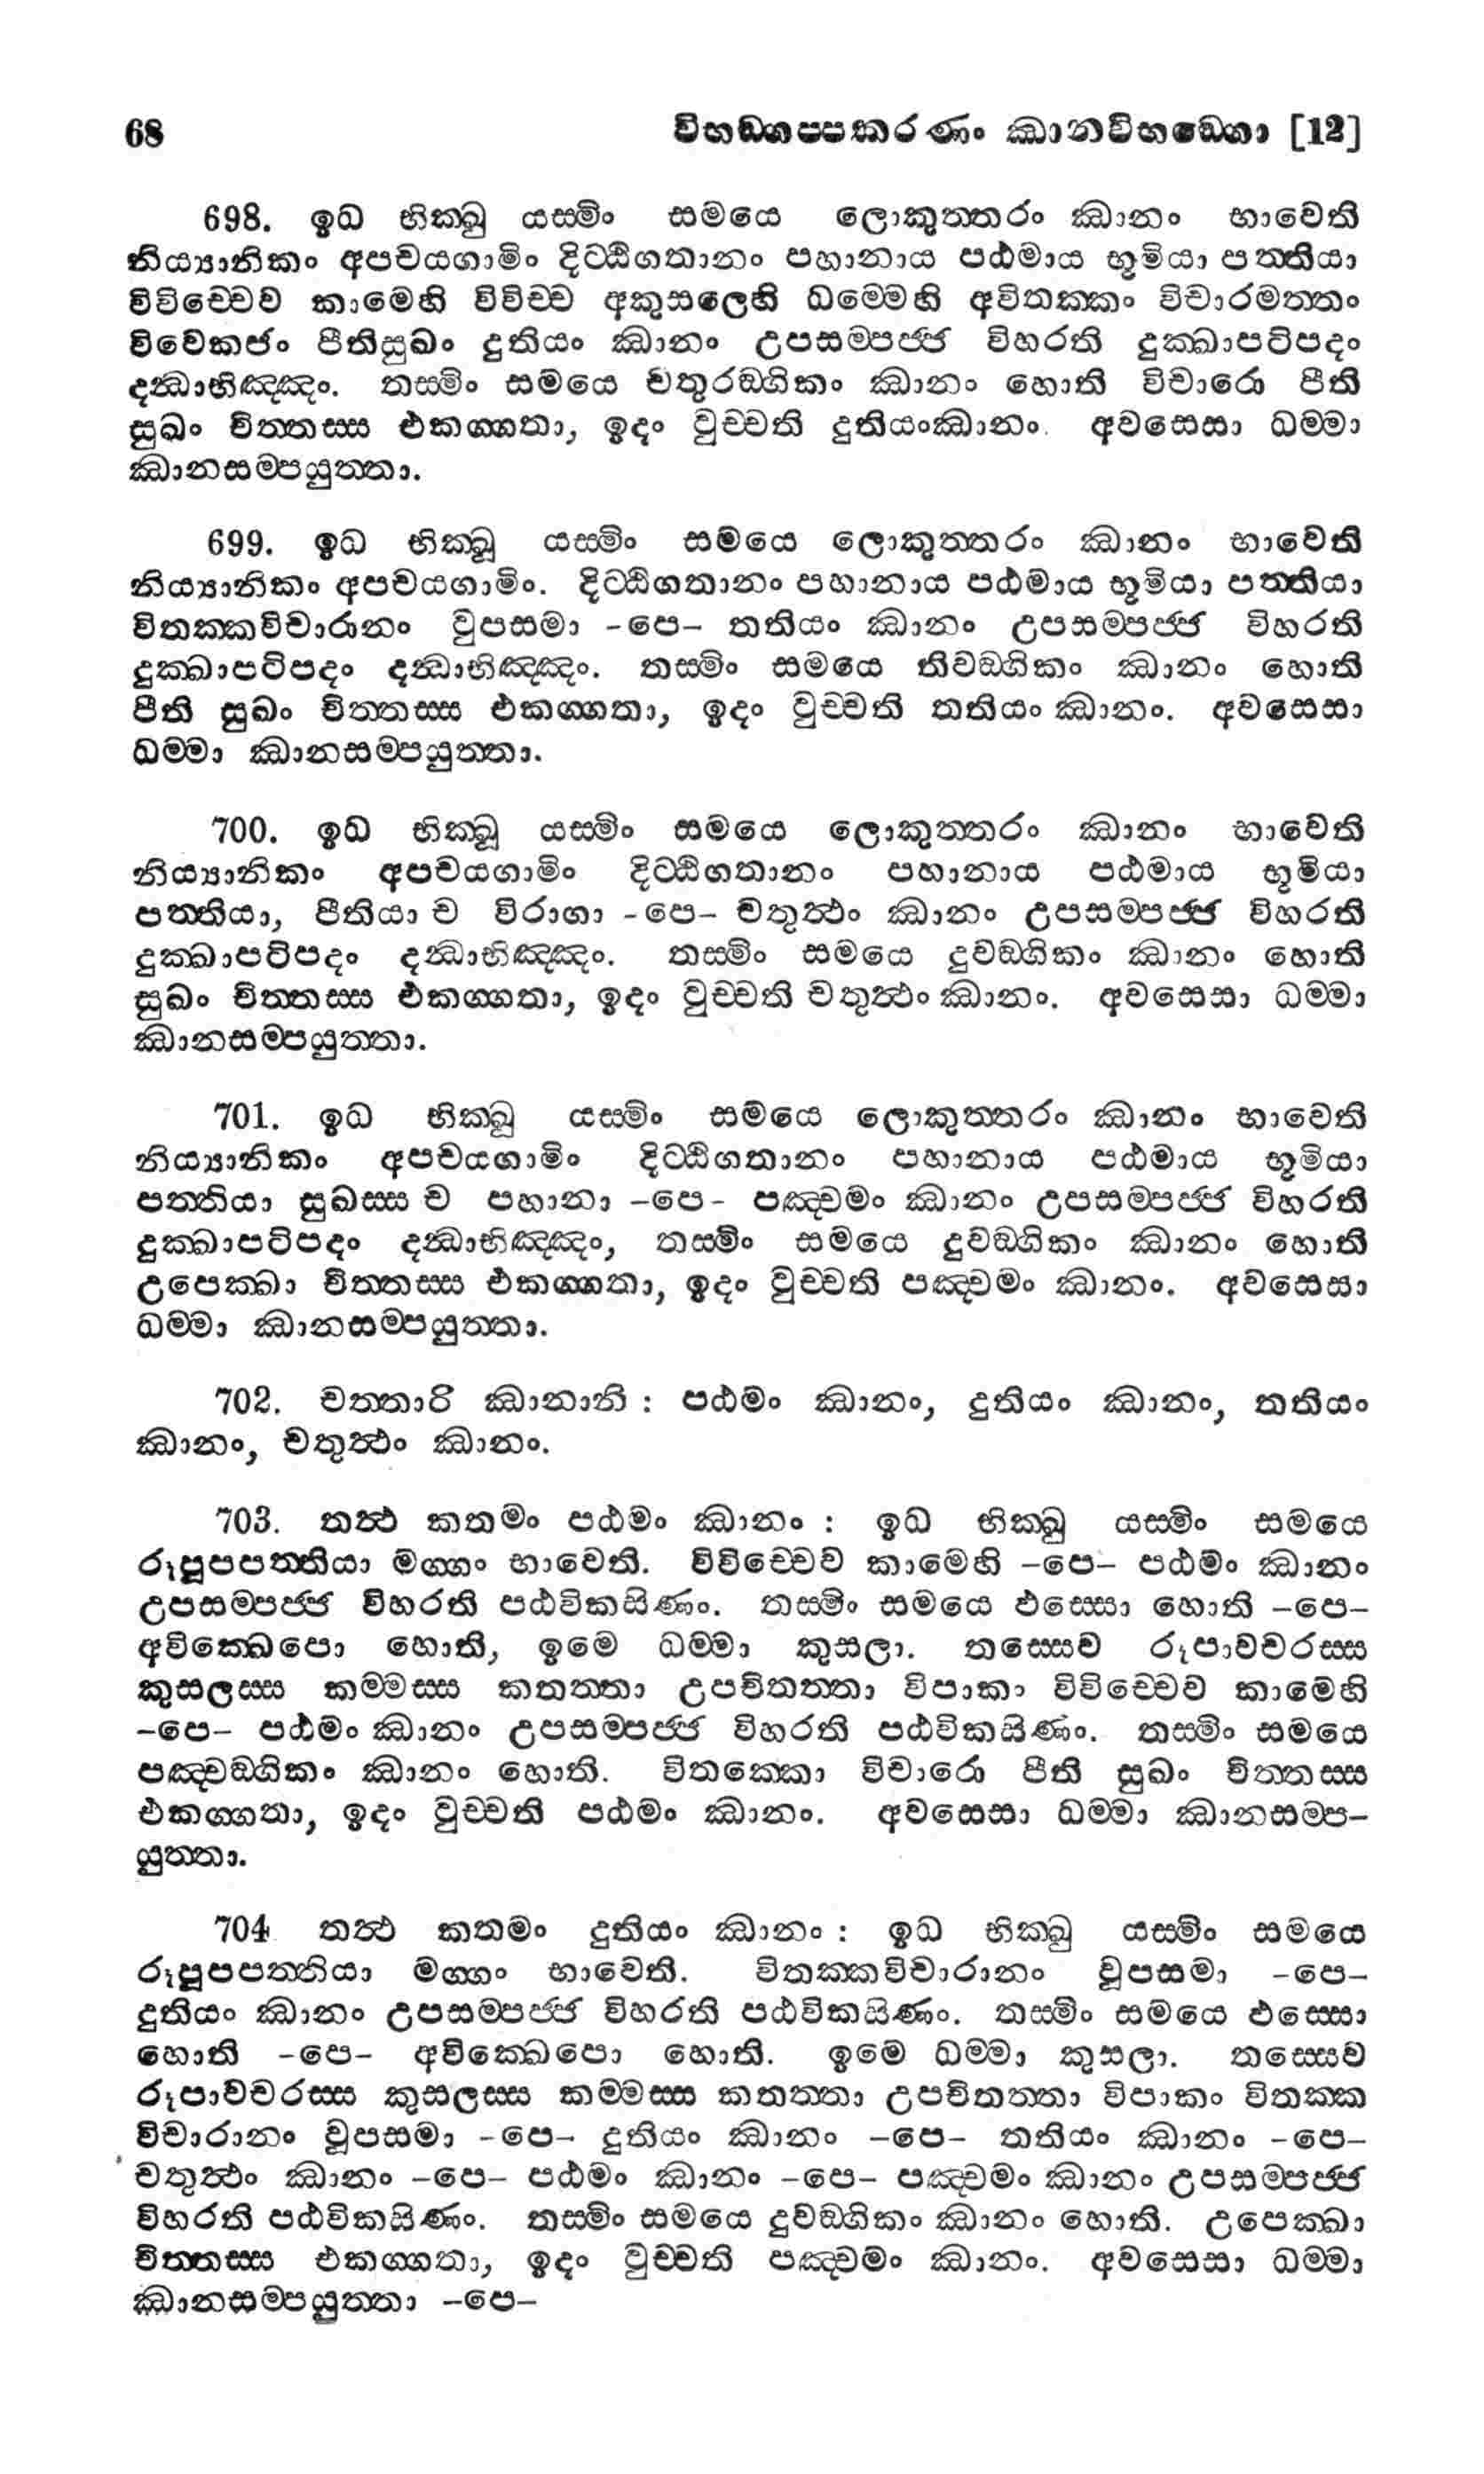 68 විභඞ්ගප්පකරණං ඣානවිභඞ්ගො [12]
698. ඉධ භික්ඛු යස්මිං සමයෙ ලොකුත්තරං ඣානං භාවෙති
නිය්‍යානිකං අපචයගාමිං දිට්ඨිගතානං පහානාය පඨමාය භූමියා පත්තියා
විවිච්චෙව කාමෙහි විවිච්ච අකුසලෙහි ධම්මෙහි අවිතක්කං විචාරමත්තං
විවෙකජං පීතිසුඛං දුතියං ඣානං උපසම්පජ්ජ විහරති දුක්ඛාපටිපදං
දන්ධාභිඤ්ඤං. තස්මිං සමයෙ චතුරඞ්ගිකං ඣානං හොති විචාරො පීති
සුඛං චිත්තස්ස එකග්ගතා, ඉදං වුච්චති දුතියංඣානං. අවසෙසා ධම්මා
ඣානසම්පයුත්තා.
699. ඉධ භික්ඛූ යස්මිං සමයෙ ලොකුත්තරං ඣානං භාවෙති
නිය්‍යානිකං අපචයගාමිං. දිට්ඨිගතානං පහානාය පඨමාය භූමියා පත්තියා
විතක්කවිචාරානං වුපසමා -පෙ- තතියං ඣානං උපසම්පජ්ජ විහරති
දුක්ඛාපටිපදං දන්ධාභිඤ්ඤං. තස්මිං සමයෙ තිවඞ්ගිකං ඣානං හොති
පීති සුඛං චිත්තස්ස එකග්ගතා, ඉදං වුච්චති තතියං ඣානං. අවසෙසා
ධම්මා ඣානසම්පයුත්තා.
700. ඉධ භික්ඛූ යස්මිං සමයෙ ලොකුත්තරං ඣානං භාවෙති
නිය්‍යානිකං අපචයගාමිං දිට්ඨිගතානං පහානාය පඨමාය භූමියා
පත්තියා, පීතියා ච විරාගා -පෙ- චතුත්ථං ඣානං උපසම්පජ්ජ විහරති
දුක්ඛාපටිපදං දන්ධාභිඤ්ඤං. තස්මිං සමයෙ දුවඞ්ගිකං ඣානං හොති
සුඛං චිත්තස්ස එකග්ගතා, ඉදං වුච්චති චතුත්ථං ඣානං. අවසෙසා ධම්මා
ඣානසම්පයුත්තා.
701. ඉධ භික්ඛූ යස්මිං සමයෙ ලොකුත්තරං ඣානං භාවෙති
නිය්‍යානිකං අපචයගාමිං දිට්ඨිගතානං පහානාය පඨමාය භූමියා
පත්තියා සුඛස්ස ච පහානා -පෙ- පඤ්චමං ඣානං උපසම්පජ්ජ විහරති
දුක්ඛාපටිපදං දන්ධාභිඤ්ඤං, තස්මිං සමයෙ දුවඞ්ගිකං ඣානං හොති
උපෙක්ඛා චිත්තස්ස එකග්ගතා, ඉදං වුච්චති පඤ්චමං ඣානං. අවසෙසා
ධම්මා ඣානසම්පයුත්තා.
702. චත්තාරි ඣානානි : පඨමං ඣානං, දුතියං ඣානං, තතියං
ඣානං, චතුත්ථං ඣානං.
703. තත්ථ කතමං පඨමං ඣානං : ඉධ භික්ඛු යස්මිං සමයෙ
රූපූපපත්තියා මග්ගං භාවෙති. විවිච්චෙව කාමෙහි -පෙ- පඨමං ඣානං
උපසම්පජ්ජ විහරති පඨවිකසිණං. තස්මිං සමයෙ ඵස්සො හොති -පෙ-
අවික්ඛෙපො හොති, ඉමෙ ධම්මා කුසලා. තස්සෙව රූපාවචරස්ස
කුසලස්ස කම්මස්ස කතත්තා උපචිතත්තා විපාකං විවිච්චෙව කාමෙහි
-පෙ- පඨමං ඣානං උපසම්පජ්ජ විහරති පඨවිකසිණං. තස්මිං සමයෙ
පඤ්චඞ්ගිකං ඣානං හොති. විතක්කො විචාරො පීති සුඛං චිත්තස්ස
එකග්ගතා, ඉදං වුච්චති පඨමං ඣානං. අවසෙසා ධම්මා ඣානසම්ප-
යුත්තා.
704 තත්ථ කතමං දුතියං ඣානං : ඉධ භික්ඛු යස්මිං සමයෙ
රූපූපපත්තියා මග්ගං භාවෙති. විතක්කවිචාරානං වූපසමා -පෙ-
දුතියං ඣානං උපසම්පජ්ජ විහරති පඨවිකසිණං. තස්මිං සමයෙ ඵස්සො
හොති -පෙ- අවික්ඛෙපො හොති. ඉමෙ ධම්මා කුසලා. තස්සෙව
රූපාවචරස්ස කුසලස්ස කම්මස්ස කතත්තා උපචිතත්තා විපාකං විතක්ක
විචාරානං වූපසමා -පෙ- දුතියං ඣානං -පෙ- තතියං ඣානං -පෙ-
චතුත්ථං ඣානං -පෙ- පඨමං ඣානං -පෙ- පඤ්චමං ඣානං උපසම්පජ්ජ
විහරති පඨවිකසිණං. තස්මිං සමයෙ දුවඞ්ගිකං ඣානං හොති. උපෙක්ඛා
චිත්තස්ස එකග්ගතා, ඉදං වුච්චති පඤ්චමං ඣානං. අවසෙසා ධම්මා
ඣානසම්පයුත්තා -පෙ-